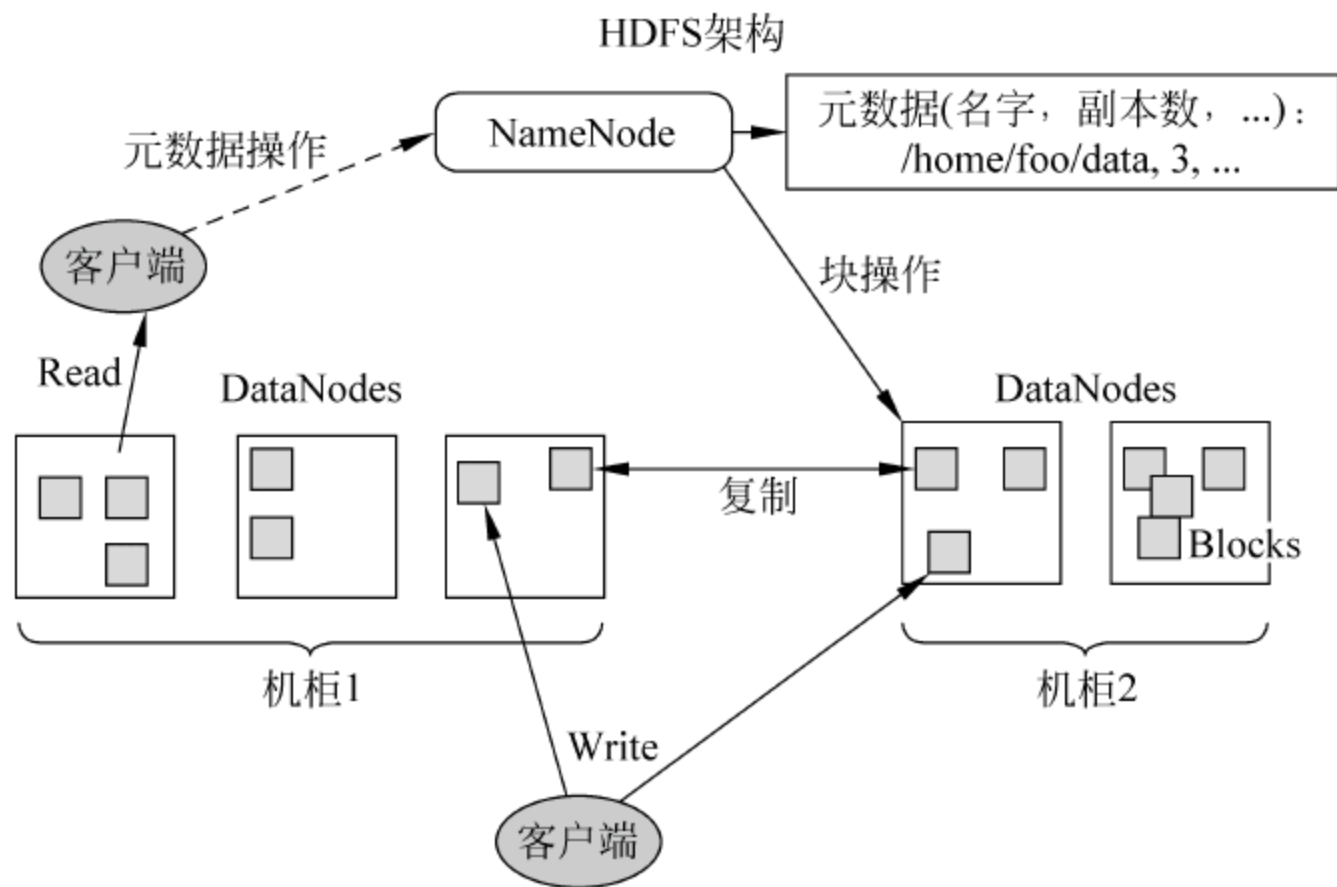 HDFS架构
NameNode
元数据(名字，副本数，...)：
/home/foo/data, 3, ...
元数据操作
客户端
块操作
Read
DataNodes
DataNodes
复制
Blocks
机柜1
机柜2
Write
客户端